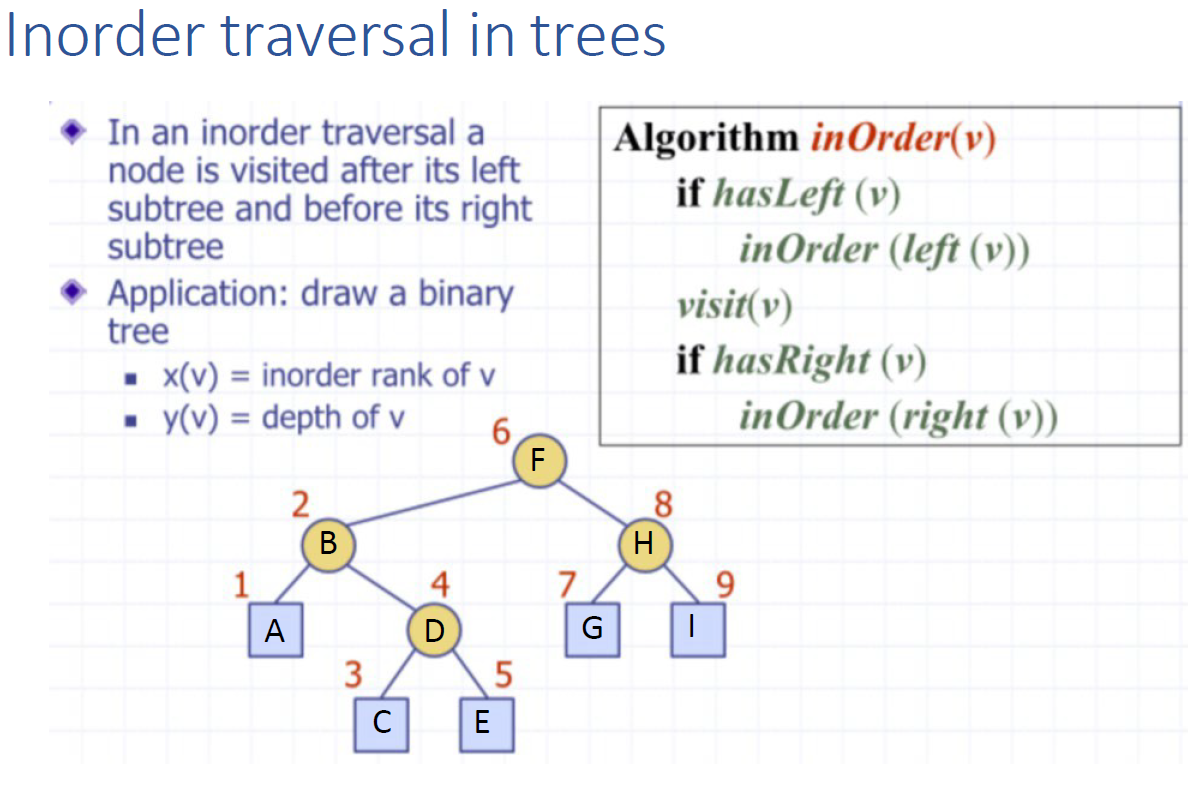 Inorder traversal in trees
In an inorder traversal a
node is visited after its left
subtree and before its right
subtree
Application: draw a binary
tree
x(v) = inorder rank of v
y(v) = depth of v
Algorithm inOrder(v)
if hasLeft (v)
inOrder (left (v))
visit(v)
if hasRight (v)
inOrder (right (v))
6
F
2
8
B
H
1
4
7
9
A
D
G
I
3
5
C
E